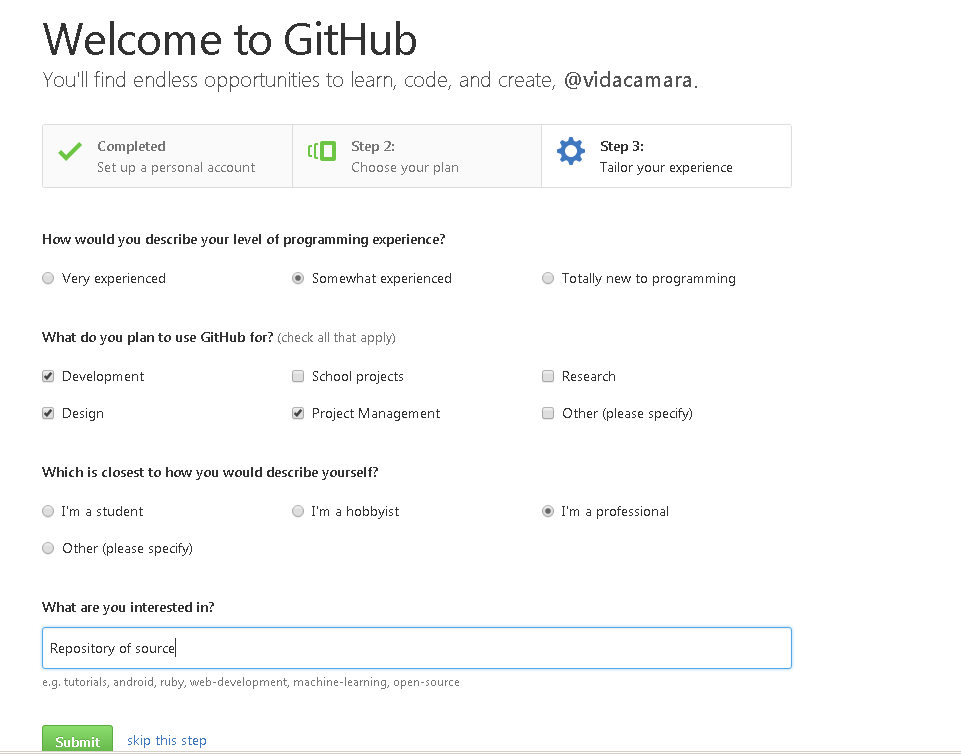 Welcome to GitHub
You'll find endless opportunities to learn, code, and create, @vidacamara.
Completed
Set up a personal account
Step 2:
Choose your plan
Step 3:
Tailor your experience
How would you describe your level of programming experience?
Very experienced
Somewhat experienced
Totally new to programming
What do you plan to use GitHub for? (check all that apply)
Development
School projects
Research
Design
Project Management
Other (please specify)
Which is closest to how you would describe yourself?
I'm a student
I'm a hobbyist
I'm a professional
Other (please specify)
What are you interested in?
Repository of source
e.g. tutorials, android, ruby, web-development, machine-learning, open-source
Submit
skip this step